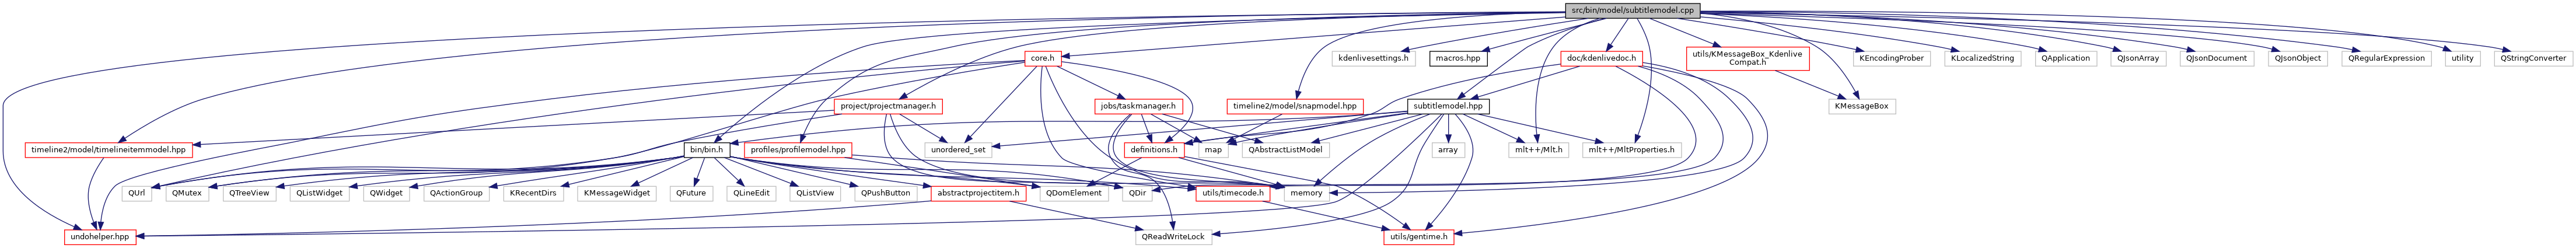 src/bin/model/subtitlemodel.cpp
core.h
kdenlivesettings.h
macros.hpp
doc/kdenlivedoc.h
utils/KMessageBox_Kdenlive
Compat.h
KEncodingProber
KLocalizedString
QApplication
QJsonArray
QJsonDocument
QJsonObject
QRegularExpression
utility
QStringConverter
project/projectmanager.h
jobs/taskmanager.h
timeline2/model/snapmodel.hpp
subtitlemodel.hpp
KMessageBox
timeline2/model/timelineitemmodel.hpp
bin/bin.h
profiles/profilemodel.hpp
unordered_set
definitions.h
map
QAbstractListModel
array
mlt++/Mlt.h
mlt++/MltProperties.h
QUrl
QMutex
QTreeView
QListWidget
QWidget
QActionGroup
KRecentDirs
KMessageWidget
QFuture
QLineEdit
QListView
QPushButton
abstractprojectitem.h
QDomElement
QDir
utils/timecode.h
memory
undohelper.hpp
QReadWriteLock
utils/gentime.h